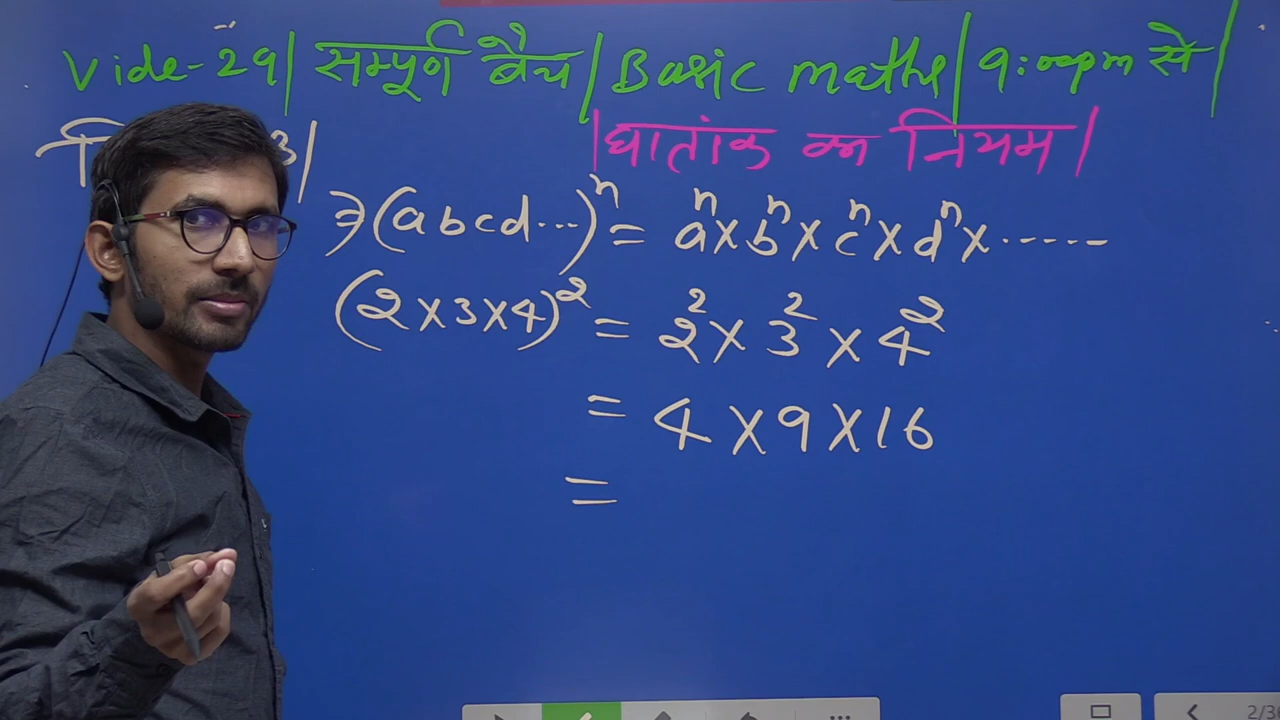 Vide-29| सम्पूर्ण बैच | Basic maths | 9:00pm से |
3| |घातांक का नियम|
⇒ (abcd...)ⁿ = aⁿ × bⁿ × cⁿ × dⁿ × ......
(2×3×4)² = 2² × 3² × 4²
= 4 × 9 × 16
=